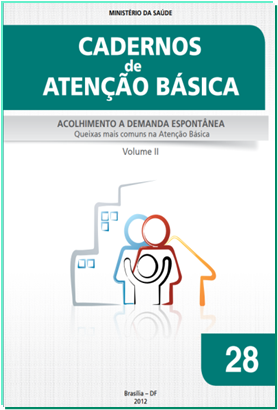 MINISTÉRIO DA SAÚDE
CADERNOS
de
ATENÇÃO BÁSICA
ACOLHIMENTO A DEMANDA ESPONTÂNEA
Queixas mais comuns na Atenção Básica
Volume II
28
Brasília – DF
2012